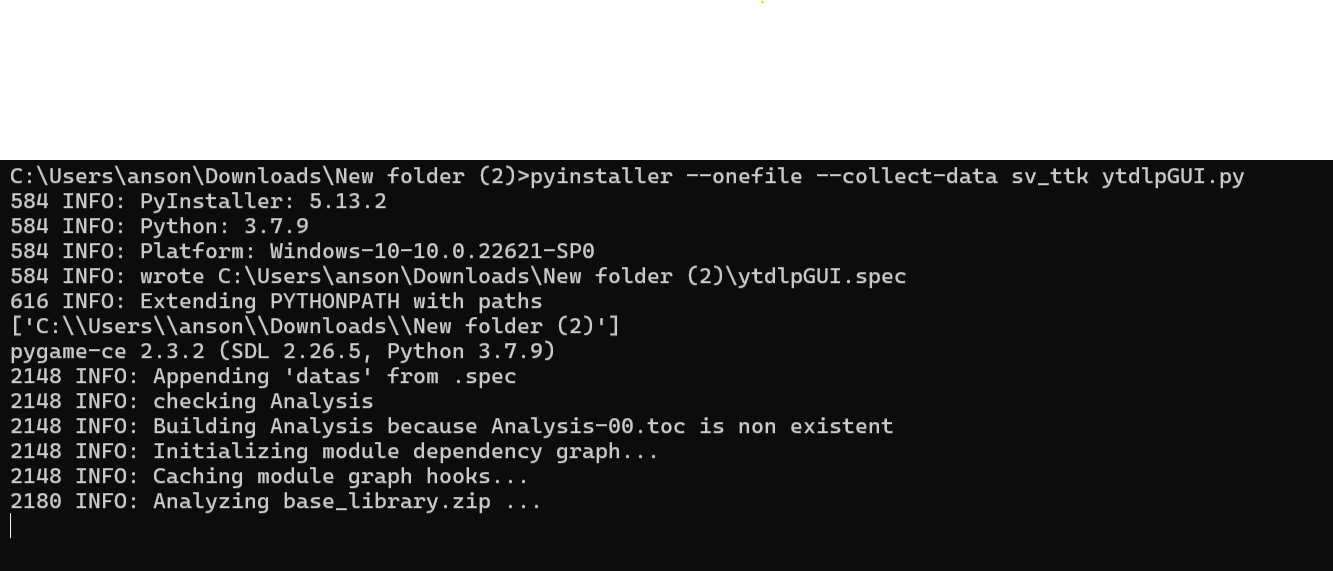 C:\Users\anson\Downloads\New folder (2)>pyinstaller --onefile --collect-data sv_ttk ytdlpGUI.py
584 INFO: PyInstaller: 5.13.2
584 INFO: Python: 3.7.9
584 INFO: Platform: Windows-10-10.0.22621-SP0
584 INFO: wrote C:\Users\anson\Downloads\New folder (2)\ytdlpGUI.spec
616 INFO: Extending PYTHONPATH with paths
['C:\\Users\\anson\\Downloads\\New folder (2)']
pygame-ce 2.3.2 (SDL 2.26.5, Python 3.7.9)
2148 INFO: Appending 'datas' from .spec
2148 INFO: checking Analysis
2148 INFO: Building Analysis because Analysis-00.toc is non existent
2148 INFO: Initializing module dependency graph...
2148 INFO: Caching module graph hooks...
2180 INFO: Analyzing base_library.zip ...